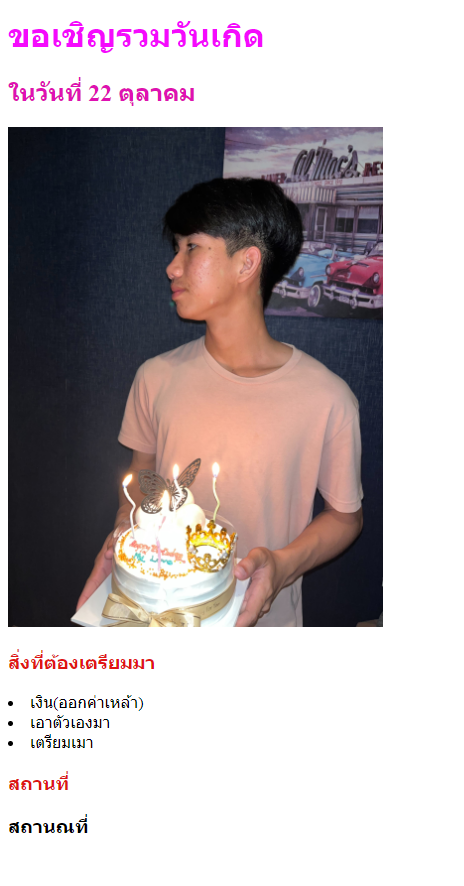 ขอเชิญรวมวันเกิด
ในวันที่ 22 ตุลาคม
Al Mac's
สิ่งที่ต้องเตรียมมา
เงิน(ออกค่าเหล้า)
เอาตัวเองมา
เตรียมเมา
สถานที่
สถานณที่